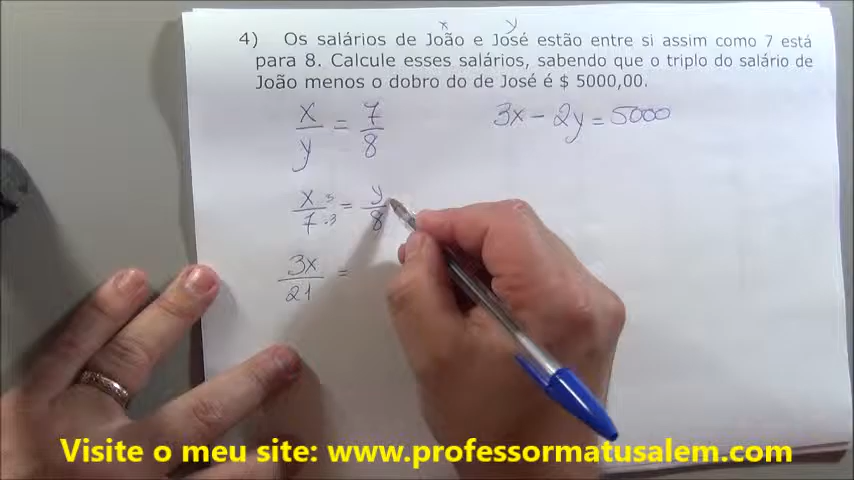 x y
4) Os salários de João e José estão entre si assim como 7 está
para 8. Calcule esses salários, sabendo que o triplo do salário de
João menos o dobro do de José é $ 5000,00.
x/y = 7/8
3x - 2y = 5000
x·3/7·3 = y/8
3x/21 =
Visite o meu site: www.professormatusalem.com